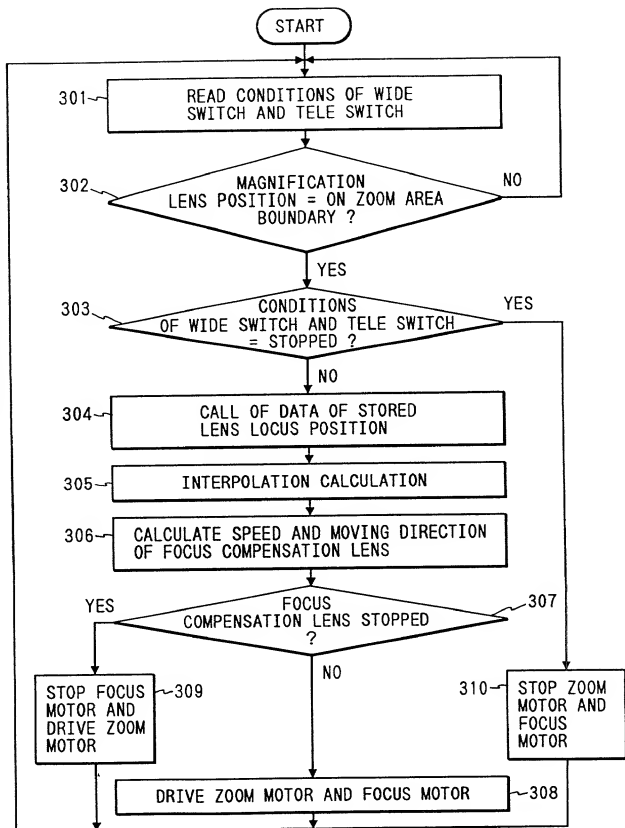 START
301
READ CONDITIONS OF WIDE
SWITCH AND TELE SWITCH
302
MAGNIFICATION
LENS POSITION = ON ZOOM AREA
BOUNDARY ?
NO
YES
303
CONDITIONS
OF WIDE SWITCH AND TELE SWITCH
= STOPPED ?
YES
NO
304
CALL OF DATA OF STORED
LENS LOCUS POSITION
305
INTERPOLATION CALCULATION
306
CALCULATE SPEED AND MOVING DIRECTION
OF FOCUS COMPENSATION LENS
307
FOCUS
COMPENSATION LENS STOPPED
?
YES
NO
309
STOP FOCUS
MOTOR AND
DRIVE ZOOM
MOTOR
310
STOP ZOOM
MOTOR AND
FOCUS
MOTOR
DRIVE ZOOM MOTOR AND FOCUS MOTOR
308